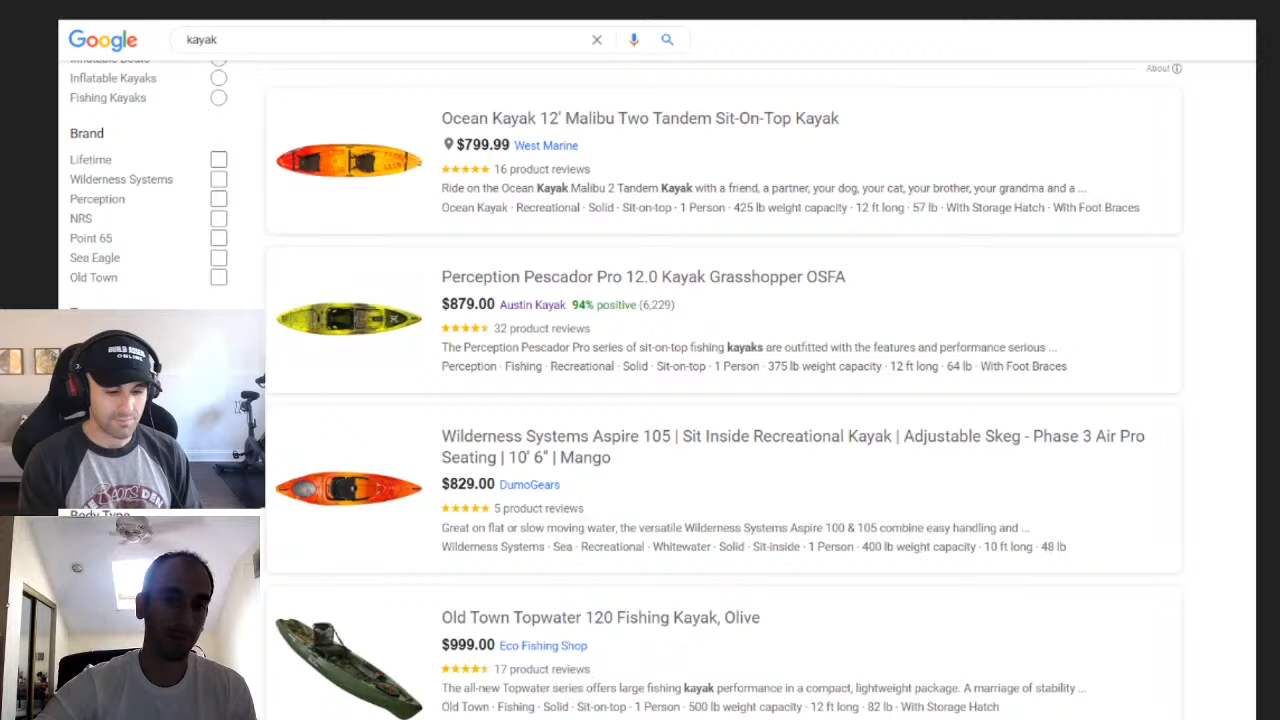 Google
kayak
About
Inflatable Boats
Inflatable Kayaks
Fishing Kayaks
Brand
Lifetime
Wilderness Systems
Perception
NRS
Point 65
Sea Eagle
Old Town
Body Type
Ocean Kayak 12' Malibu Two Tandem Sit-On-Top Kayak
$799.99 West Marine
16 product reviews
Ride on the Ocean Kayak Malibu 2 Tandem Kayak with a friend, a partner, your dog, your cat, your brother, your grandma and a ...
Ocean Kayak · Recreational · Solid · Sit-on-top · 1 Person · 425 lb weight capacity · 12 ft long · 57 lb · With Storage Hatch · With Foot Braces
Perception Pescador Pro 12.0 Kayak Grasshopper OSFA
$879.00 Austin Kayak 94% positive (6,229)
32 product reviews
The Perception Pescador Pro series of sit-on-top fishing kayaks are outfitted with the features and performance serious ...
Perception · Fishing · Recreational · Solid · Sit-on-top · 1 Person · 375 lb weight capacity · 12 ft long · 64 lb · With Foot Braces
Wilderness Systems Aspire 105 | Sit Inside Recreational Kayak | Adjustable Skeg - Phase 3 Air Pro
Seating | 10' 6" | Mango
$829.00 DumoGears
5 product reviews
Great on flat or slow moving water, the versatile Wilderness Systems Aspire 100 & 105 combine easy handling and ...
Wilderness Systems · Sea · Recreational · Whitewater · Solid · Sit-inside · 1 Person · 400 lb weight capacity · 10 ft long · 48 lb
Old Town Topwater 120 Fishing Kayak, Olive
$999.00 Eco Fishing Shop
17 product reviews
The all-new Topwater series offers large fishing kayak performance in a compact, lightweight package. A marriage of stability ...
Old Town · Fishing · Solid · Sit-on-top · 1 Person · 500 lb weight capacity · 12 ft long · 82 lb · With Storage Hatch
BUILD ASSETS
ONLINE